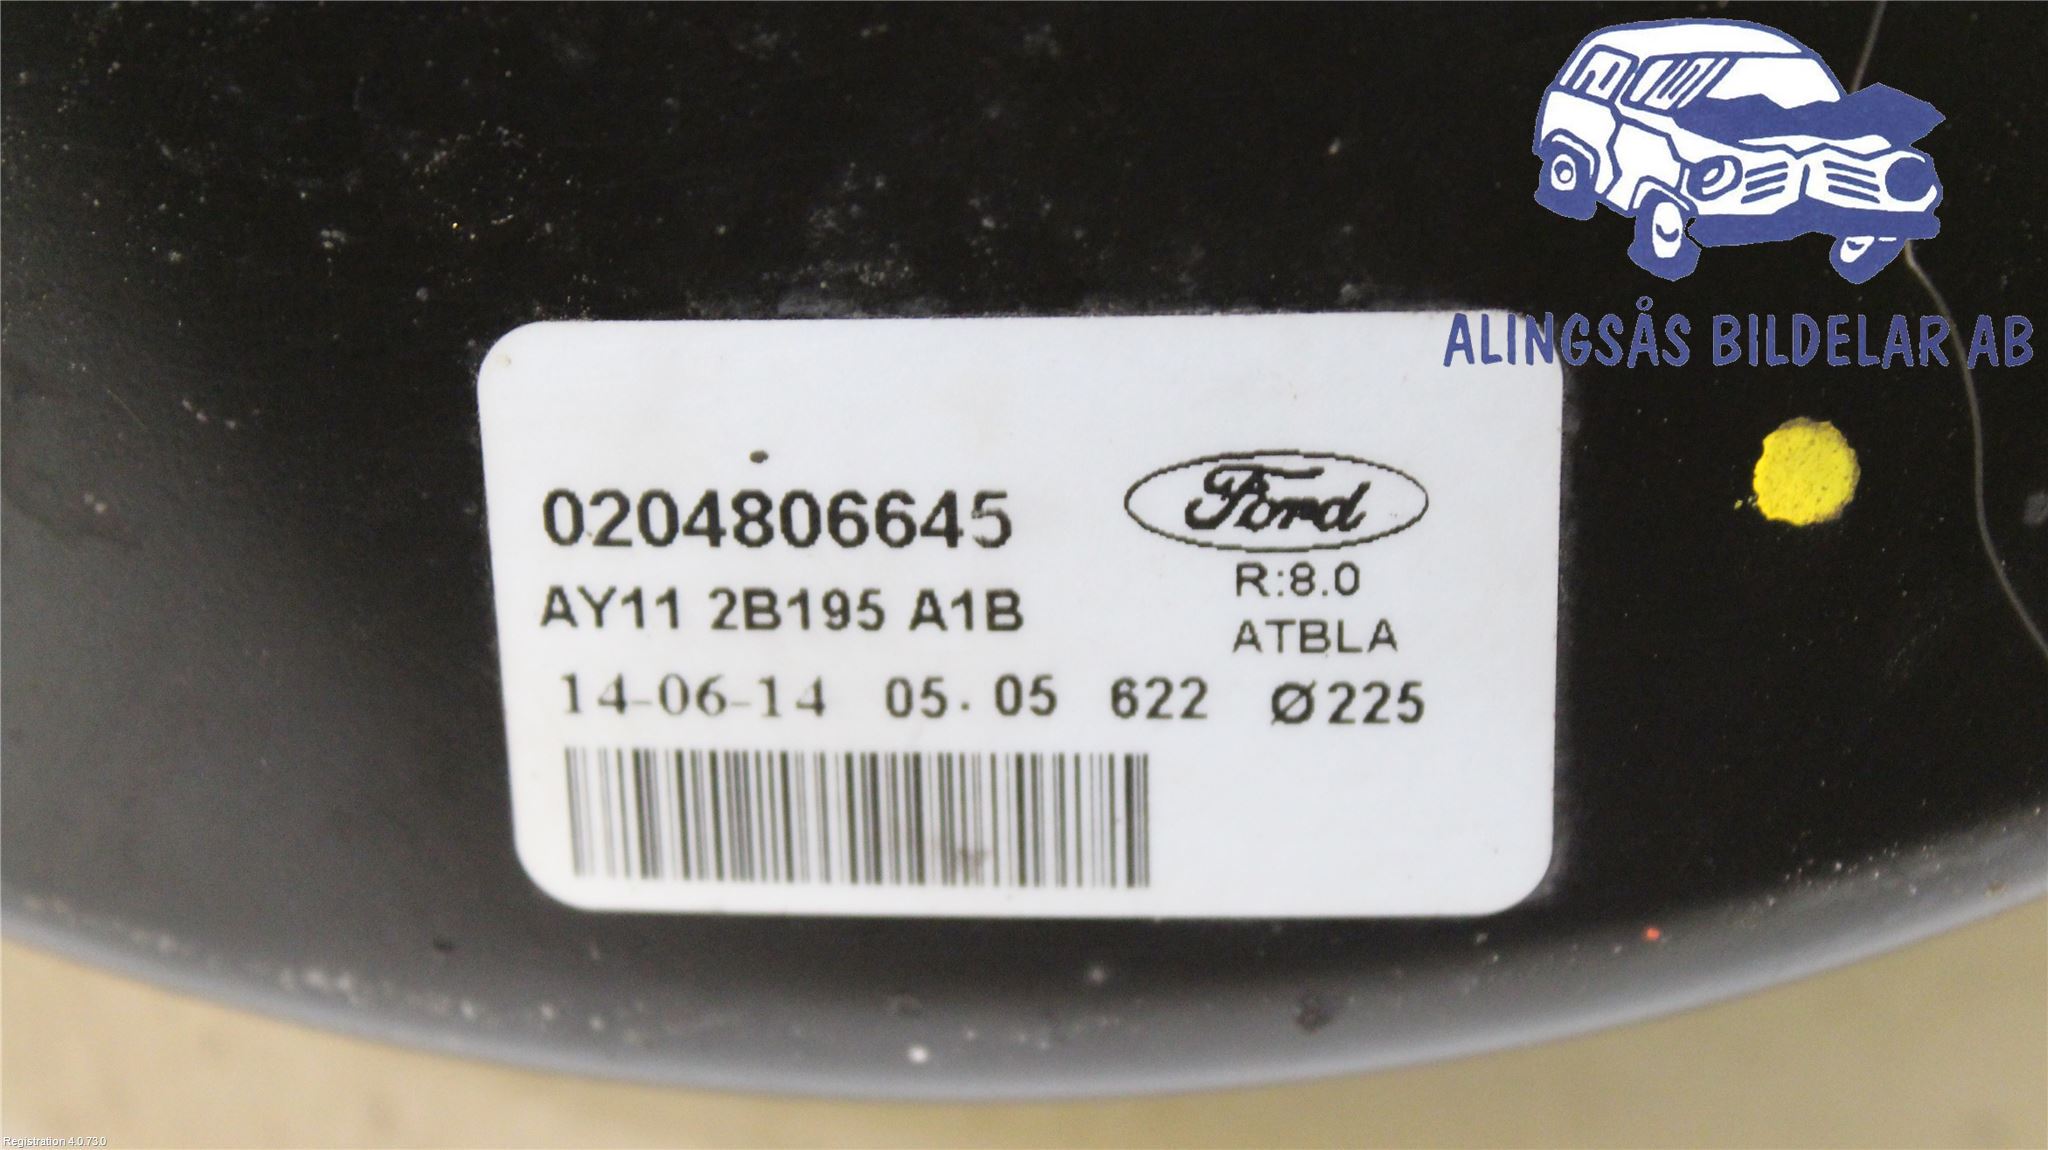 ALINGSÅS BILDELAR AB
0204806645
Ford
AY11 2B195 A1B
R:8.0
ATBLA
14-06-14 05.05 622 Ø225
Registration 4.0.73.0